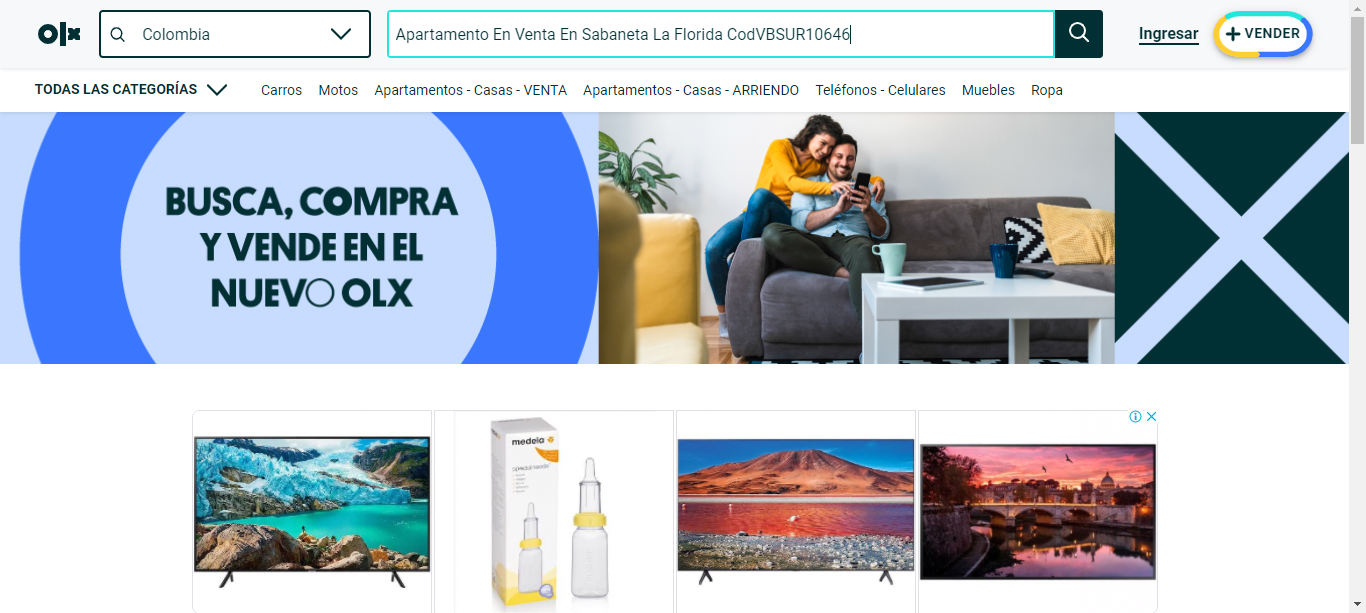 olx
Colombia
Apartamento En Venta En Sabaneta La Florida CodVBSUR10646
Ingresar
VENDER
TODAS LAS CATEGORÍAS
Carros
Motos
Apartamentos - Casas - VENTA
Apartamentos - Casas - ARRIENDO
Teléfonos - Celulares
Muebles
Ropa
BUSCA, COMPRA
Y VENDE EN EL
NUEVO OLX
medela